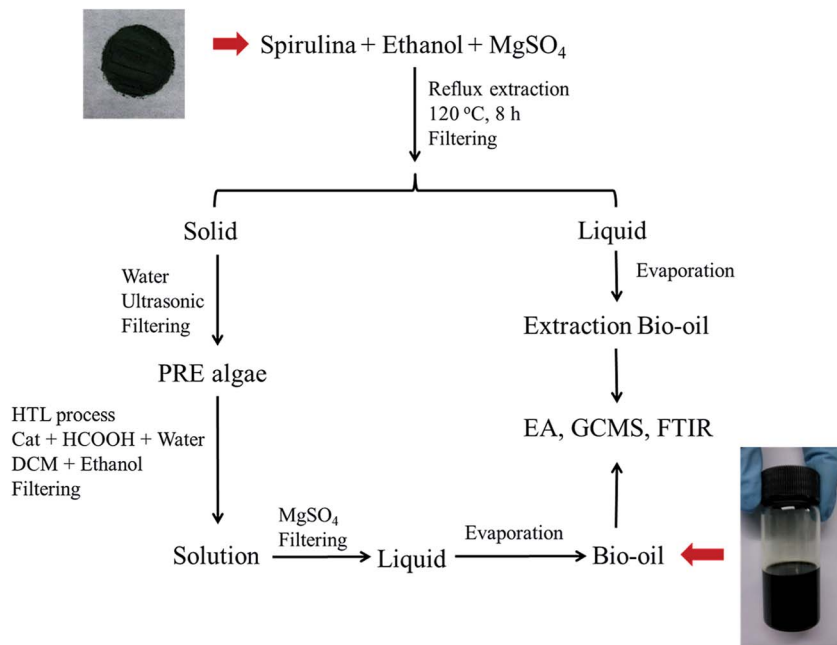 Spirulina + Ethanol + MgSO₄
Reflux extraction
120 °C, 8 h
Filtering
Solid
Liquid
Water
Ultrasonic
Filtering
Evaporation
PRE algae
Extraction Bio-oil
HTL process
Cat + HCOOH + Water
DCM + Ethanol
Filtering
EA, GCMS, FTIR
Solution
MgSO₄
Filtering
Liquid
Evaporation
Bio-oil